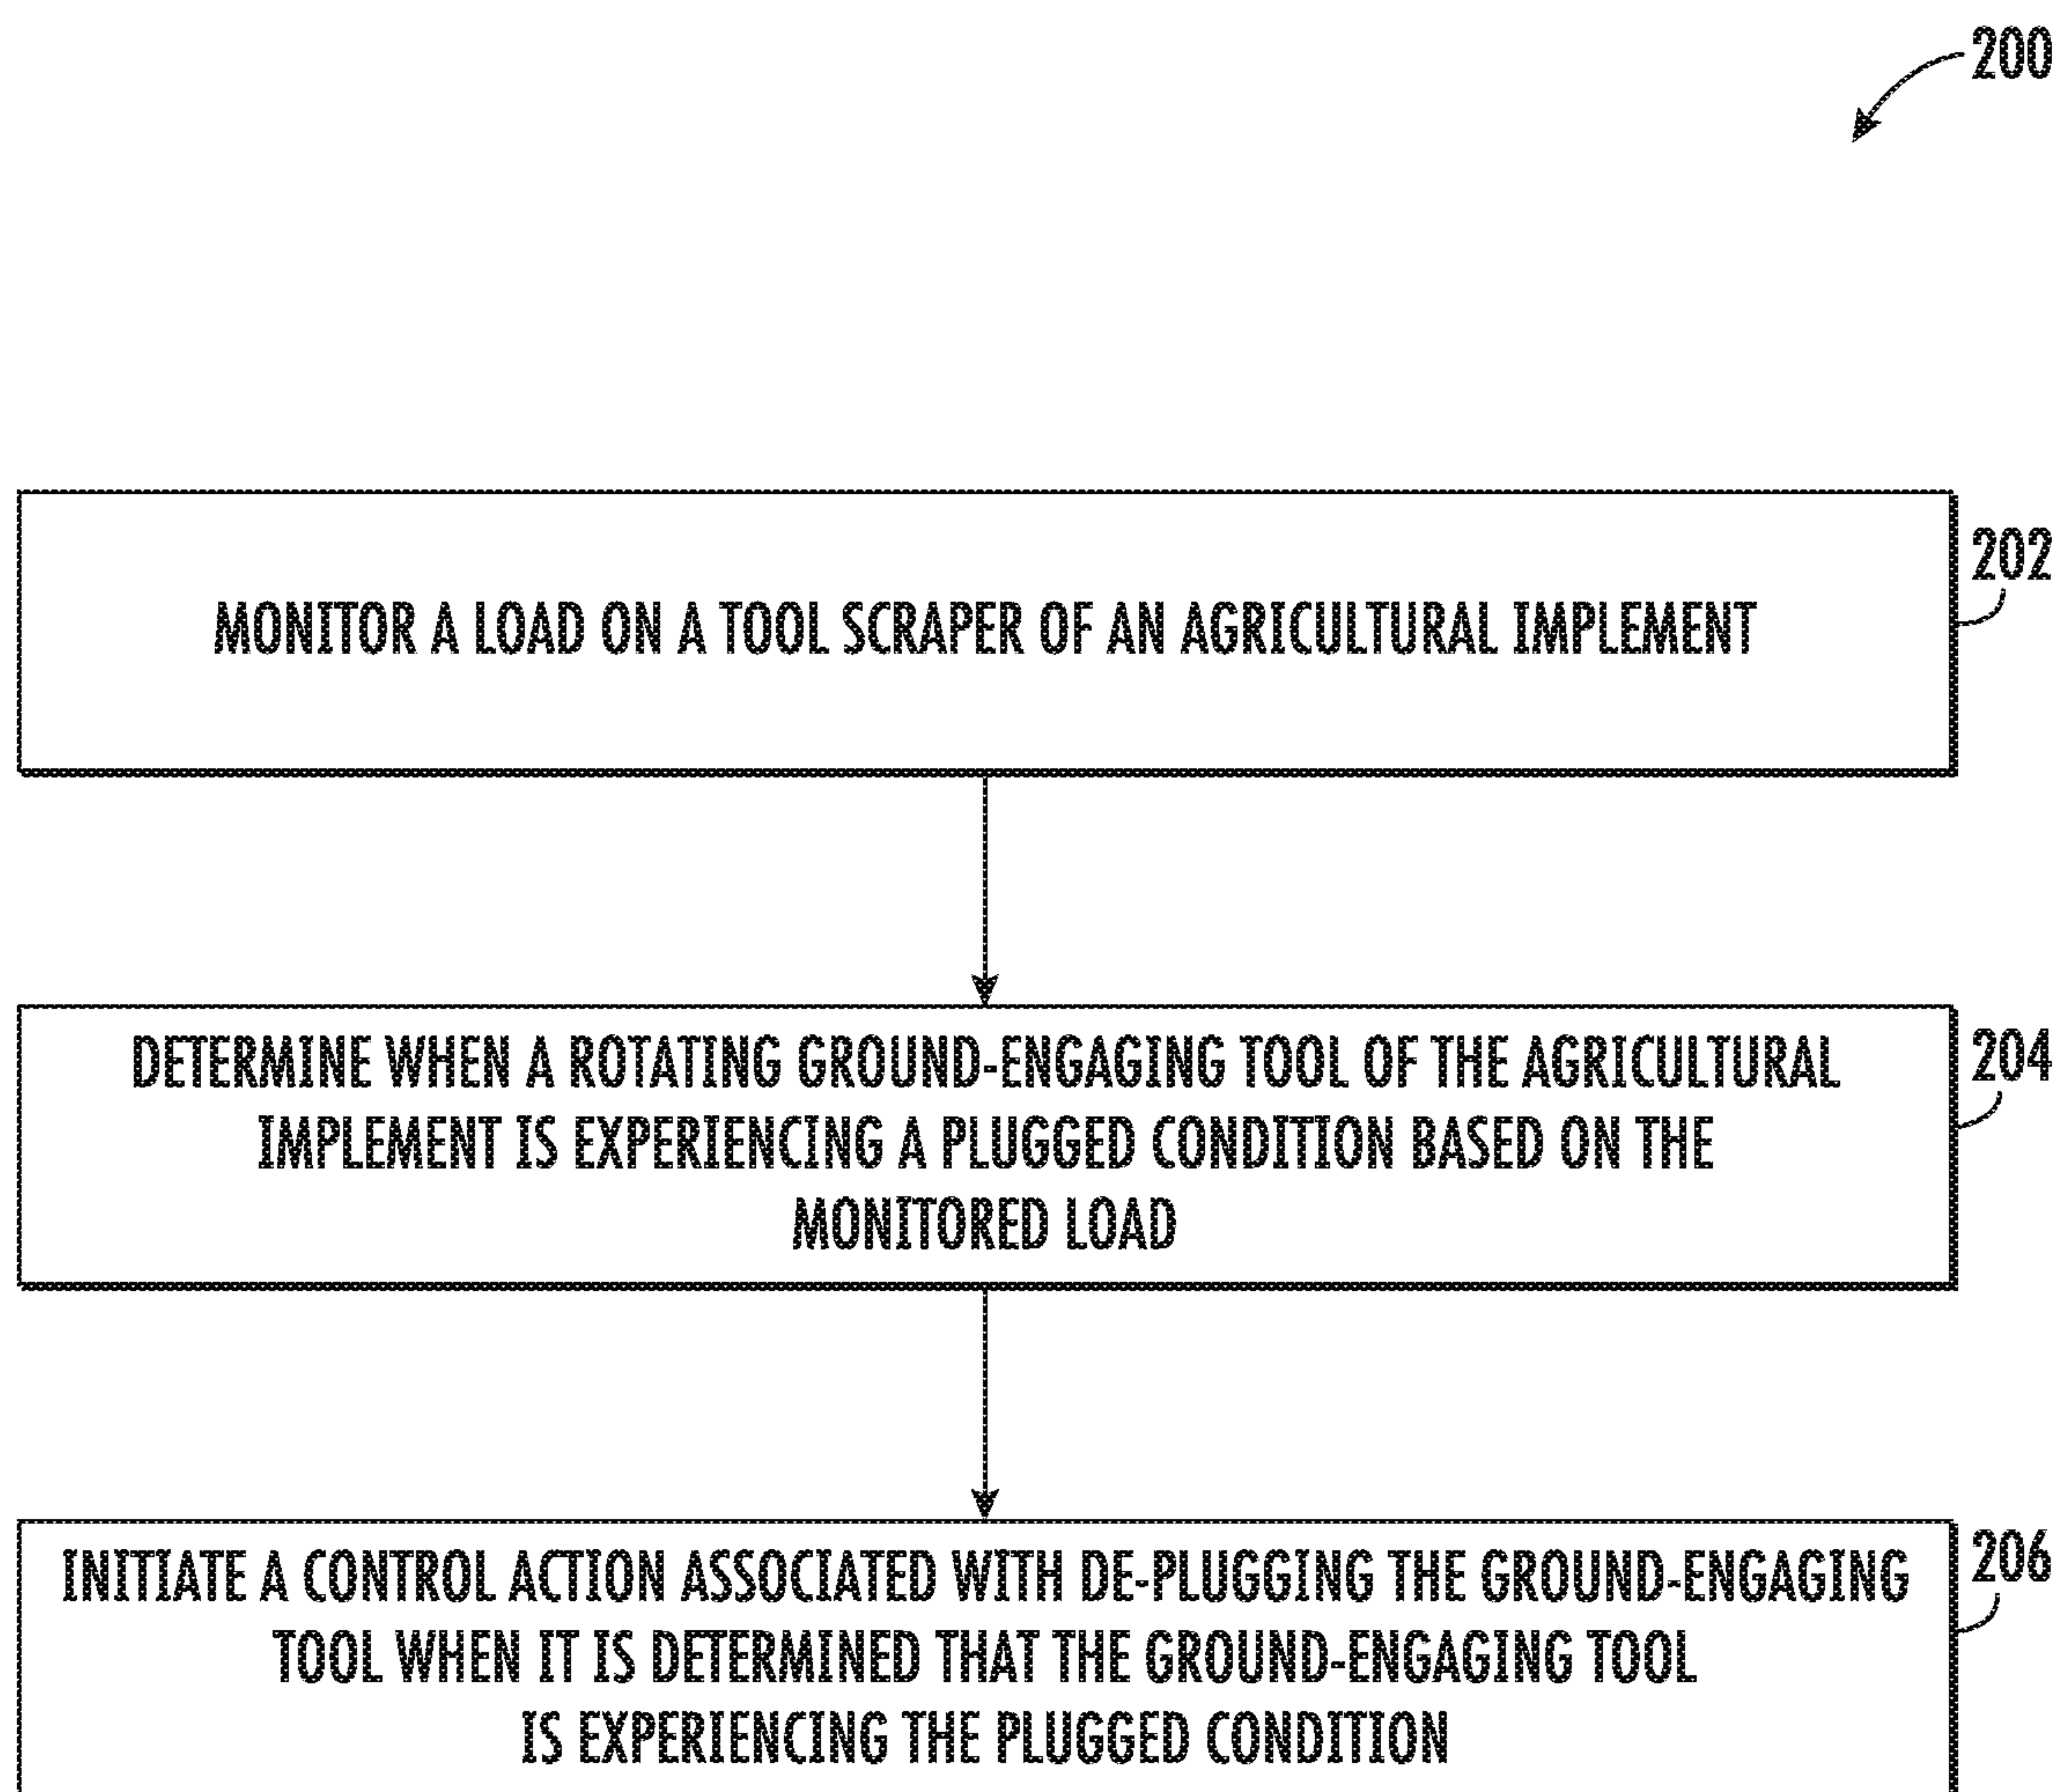 200
MONITOR A LOAD ON A TOOL SCRAPER OF AN AGRICULTURAL IMPLEMENT
202
DETERMINE WHEN A ROTATING GROUND-ENGAGING TOOL OF THE AGRICULTURAL
IMPLEMENT IS EXPERIENCING A PLUGGED CONDITION BASED ON THE
MONITORED LOAD
204
INITIATE A CONTROL ACTION ASSOCIATED WITH DE-PLUGGING THE GROUND-ENGAGING
TOOL WHEN IT IS DETERMINED THAT THE GROUND-ENGAGING TOOL
IS EXPERIENCING THE PLUGGED CONDITION
206